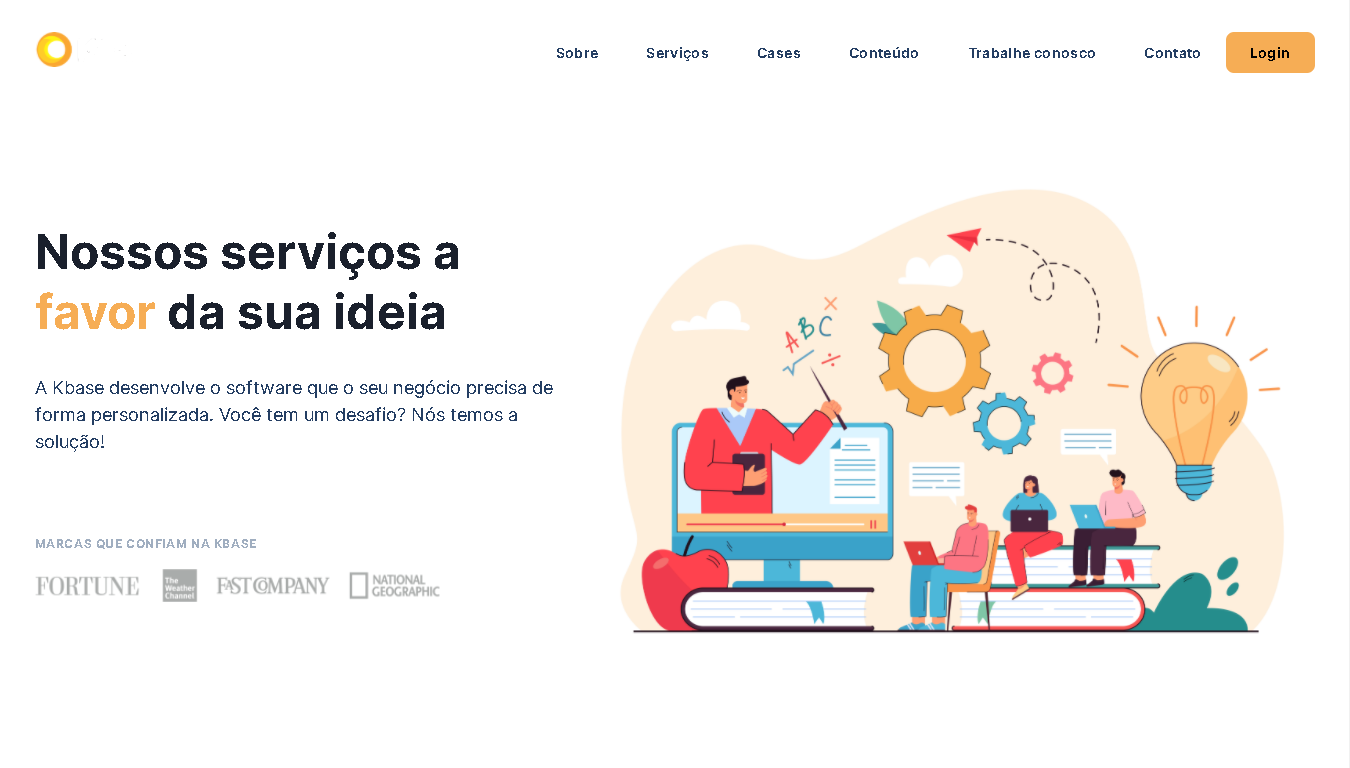 Sobre
Serviços
Cases
Conteúdo
Trabalhe conosco
Contato
Login
Nossos serviços a
favor da sua ideia
A Kbase desenvolve o software que o seu negócio precisa de
forma personalizada. Você tem um desafio? Nós temos a
solução!
MARCAS QUE CONFIAM NA KBASE
FORTUNE
The
Weather
Channel
FAST COMPANY
NATIONAL
GEOGRAPHIC
A B C